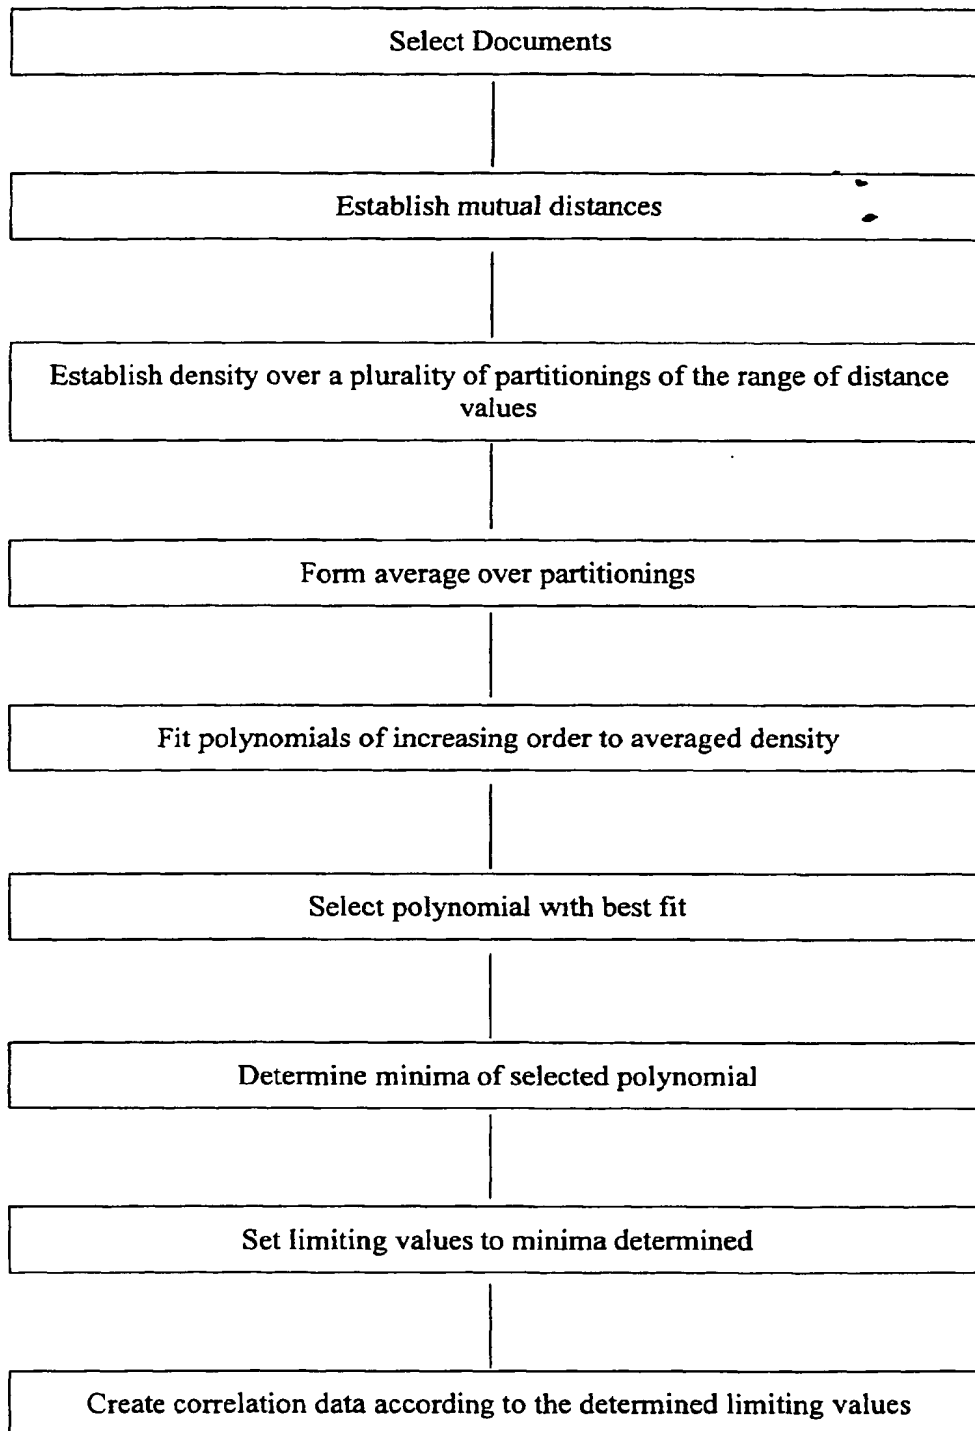 Select Documents
Establish mutual distances
Establish density over a plurality of partitionings of the range of distance
values
Form average over partitionings
Fit polynomials of increasing order to averaged density
Select polynomial with best fit
Determine minima of selected polynomial
Set limiting values to minima determined
Create correlation data according to the determined limiting values